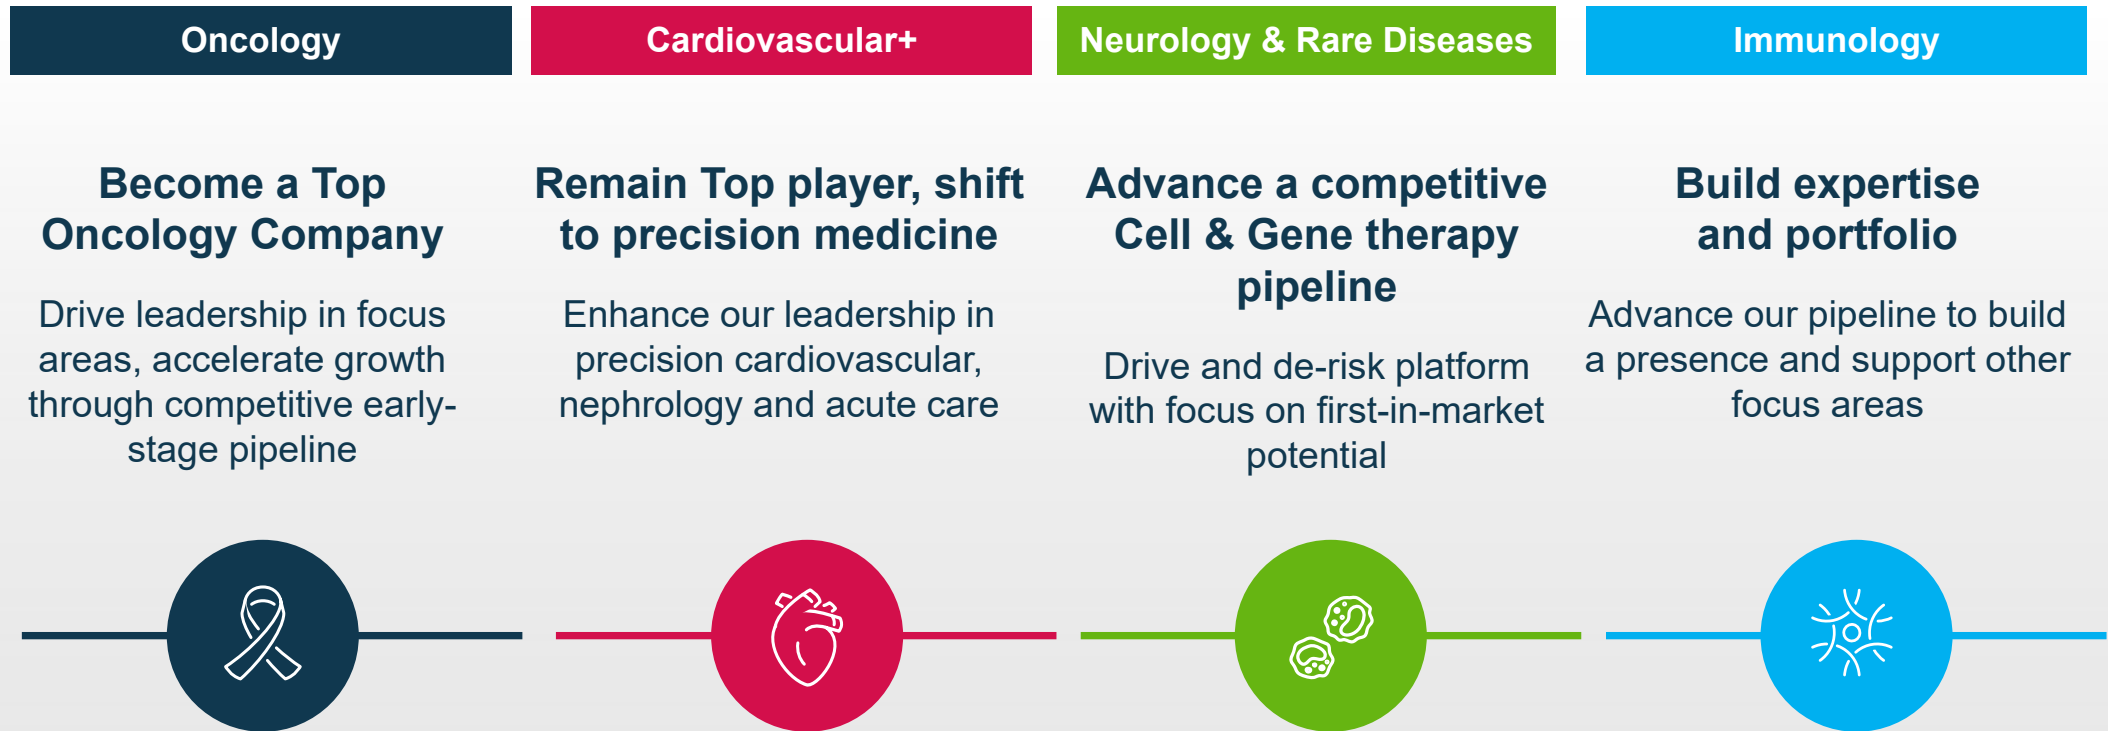 Oncology
Become a Top
Oncology Company
Drive leadership in focus
areas, accelerate growth
through competitive early-
stage pipeline
Cardiovascular+
Remain Top player, shift
to precision medicine
Enhance our leadership in
precision cardiovascular,
nephrology and acute care
Neurology & Rare Diseases
Advance a competitive
Cell & Gene therapy
pipeline
Drive and de-risk platform
with focus on first-in-market
potential
Immunology
Build expertise
and portfolio
Advance our pipeline to build
a presence and support other
focus areas